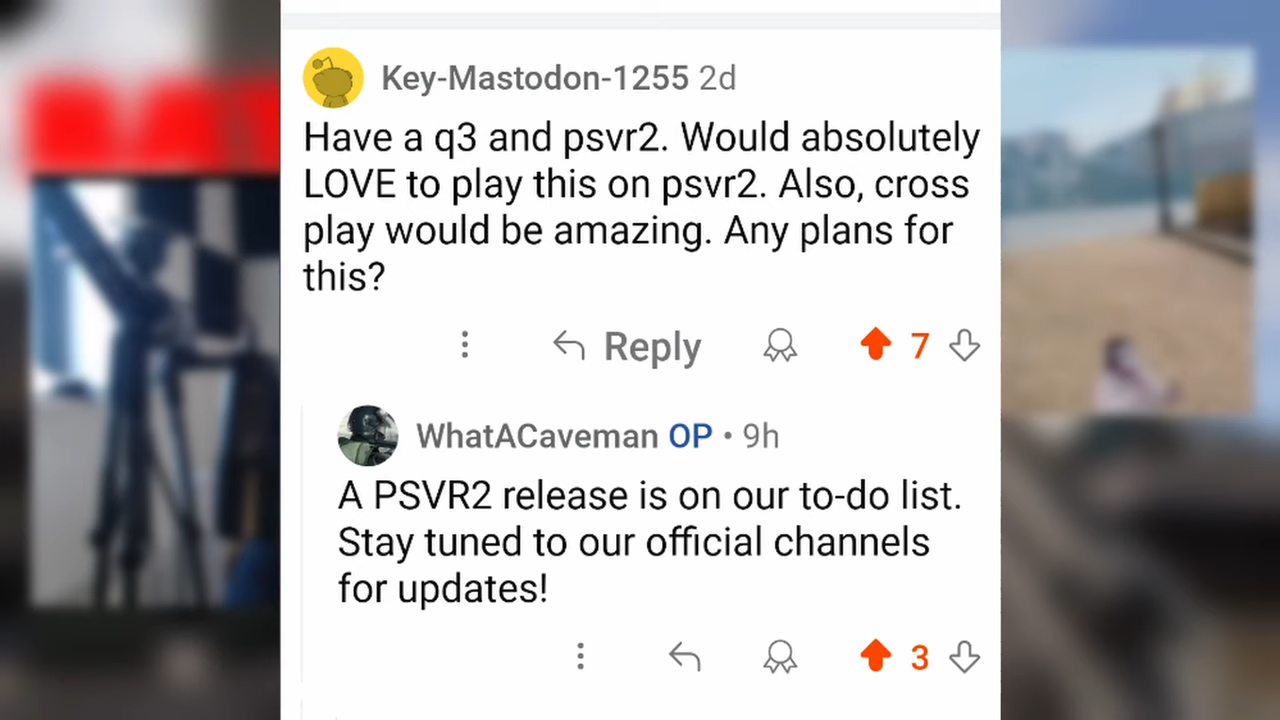 Key-Mastodon-1255 2d
Have a q3 and psvr2. Would absolutely
LOVE to play this on psvr2. Also, cross
play would be amazing. Any plans for
this?
Reply 7
WhatACaveman OP • 9h
A PSVR2 release is on our to-do list.
Stay tuned to our official channels
for updates!
3